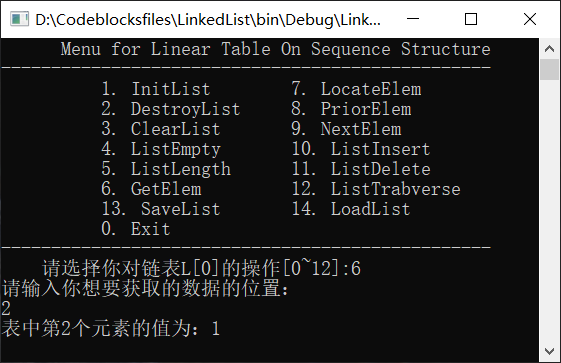 D:\Codeblocksfiles\LinkedList\bin\Debug\Link...
Menu for Linear Table On Sequence Structure
-------------------------------------------------
1. InitList 7. LocateElem
2. DestroyList 8. PriorElem
3. ClearList 9. NextElem
4. ListEmpty 10. ListInsert
5. ListLength 11. ListDelete
6. GetElem 12. ListTrabverse
13. SaveList 14. LoadList
0. Exit
-------------------------------------------------
请选择你对链表L[0]的操作[0~12]:6
请输入你想要获取的数据的位置：
2
表中第2个元素的值为：1